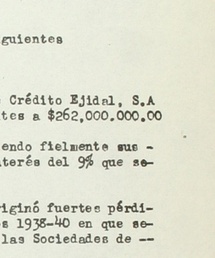 guientes
Crédito Ejidal, S.A
tes a $262,000,000.00
endo fielmente sus -
terés del 9% que se-
riginó fuertes pérdi-
s 1938-40 en que se-
las Sociedades de --